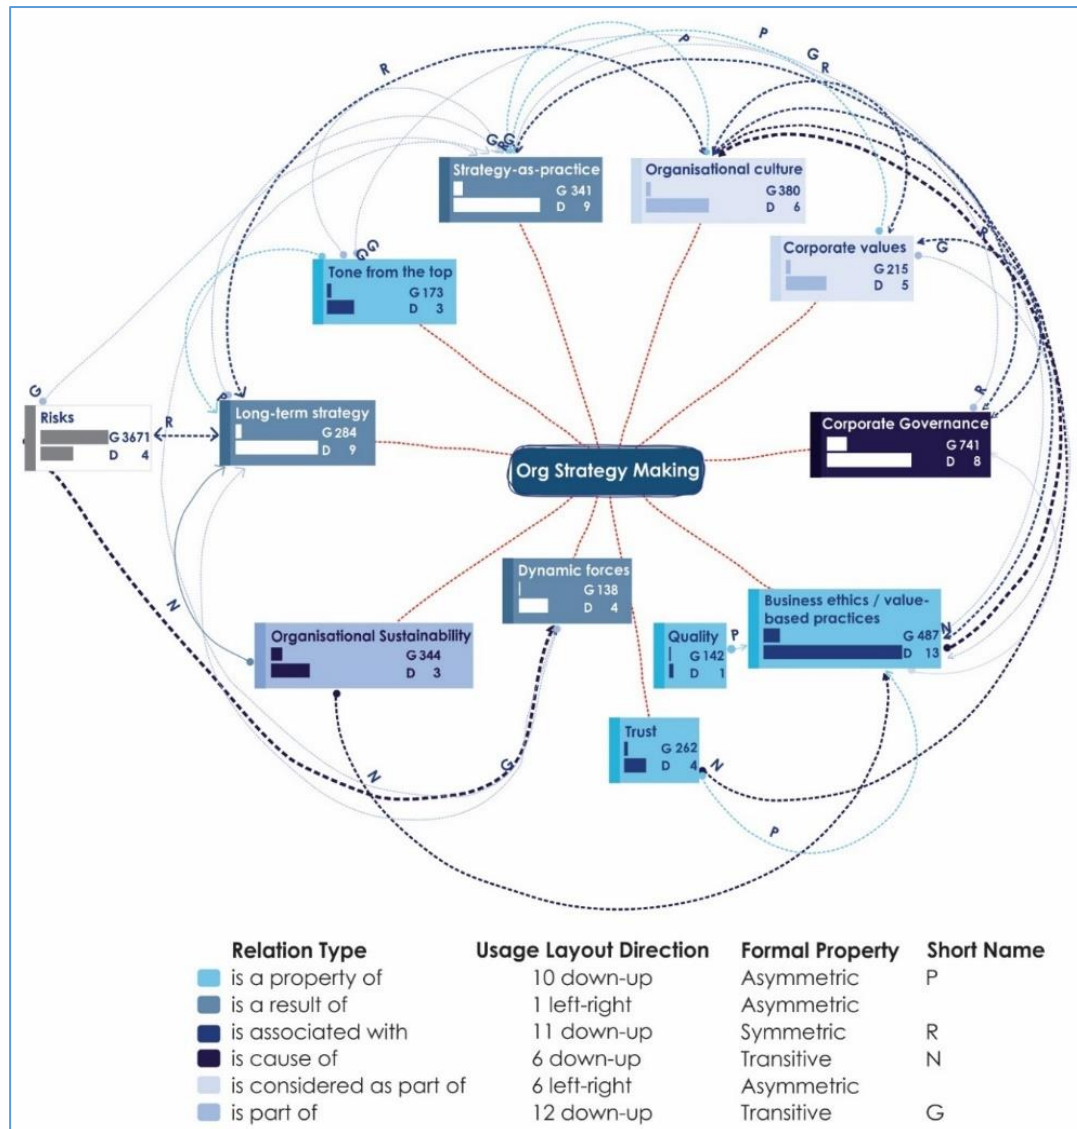 P
P
G
R
R
G
R
G
Strategy-as-practice
G 341
D 9
Organisational culture
G 380
D 6
Corporate values
G 215
D 5
R
G
G
G
Tone from the top
G 173
D 3
G
Risks
G 3671
D 4
R
P
Long-term strategy
G 284
D 9
R
Corporate Governance
G 741
D 8
Org Strategy Making
Dynamic forces
G 138
D 4
Business ethics / value-
based practices
G 487
D 13
N
N
Organisational Sustainability
G 344
D 3
Quality
G 142
D 1
P
G
Trust
G 262
D 4
N
N
P
Relation Type Usage Layout Direction Formal Property Short Name
is a property of 10 down-up Asymmetric P
is a result of 1 left-right Asymmetric
is associated with 11 down-up Symmetric R
is cause of 6 down-up Transitive N
is considered as part of 6 left-right Asymmetric
is part of 12 down-up Transitive G